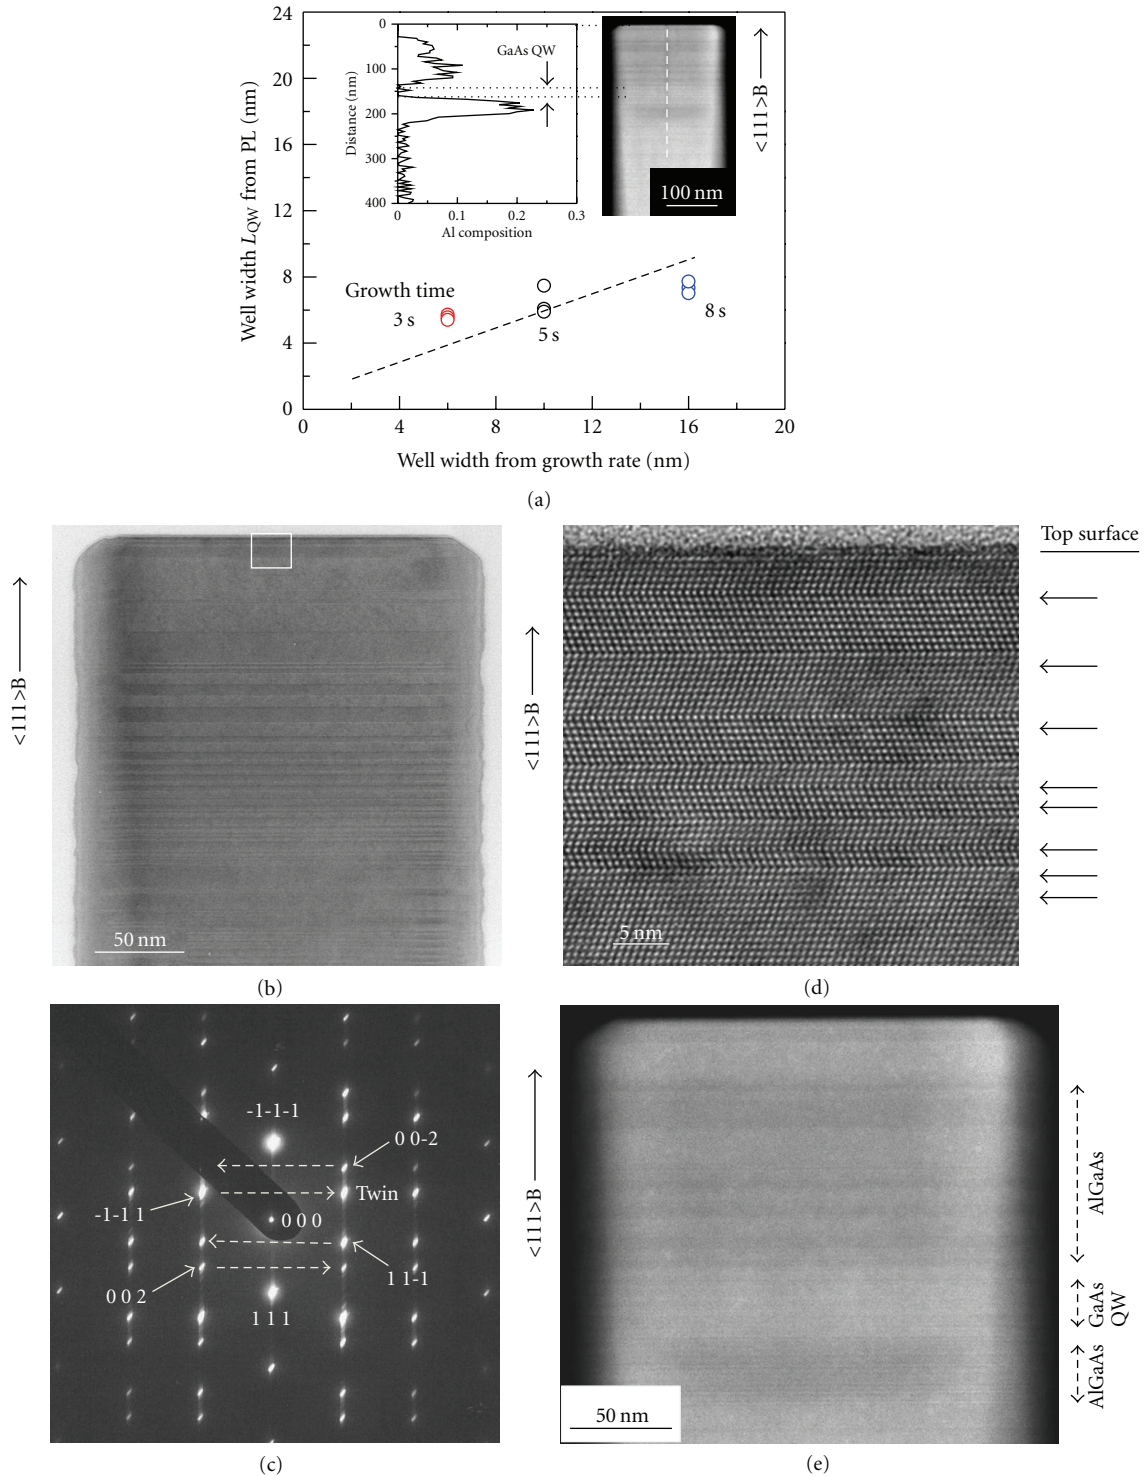 24
20
16
12
8
4
0
0
4
8
12
16
20
Well width LQW from PL (nm)
Well width from growth rate (nm)
0
100
200
300
400
Distance (nm)
0
0.1
0.2
0.3
Al composition
GaAs QW
100 nm
<111>B
Growth time
3 s
5 s
8 s
(a)
<111>B
50 nm
(b)
<111>B
5 nm
Top surface
(d)
-1-1-1
0 0-2
Twin
-1-1 1
0 0 0
0 0 2
1 1-1
1 1 1
(c)
<111>B
50 nm
AlGaAs
GaAs
QW
AlGaAs
(e)